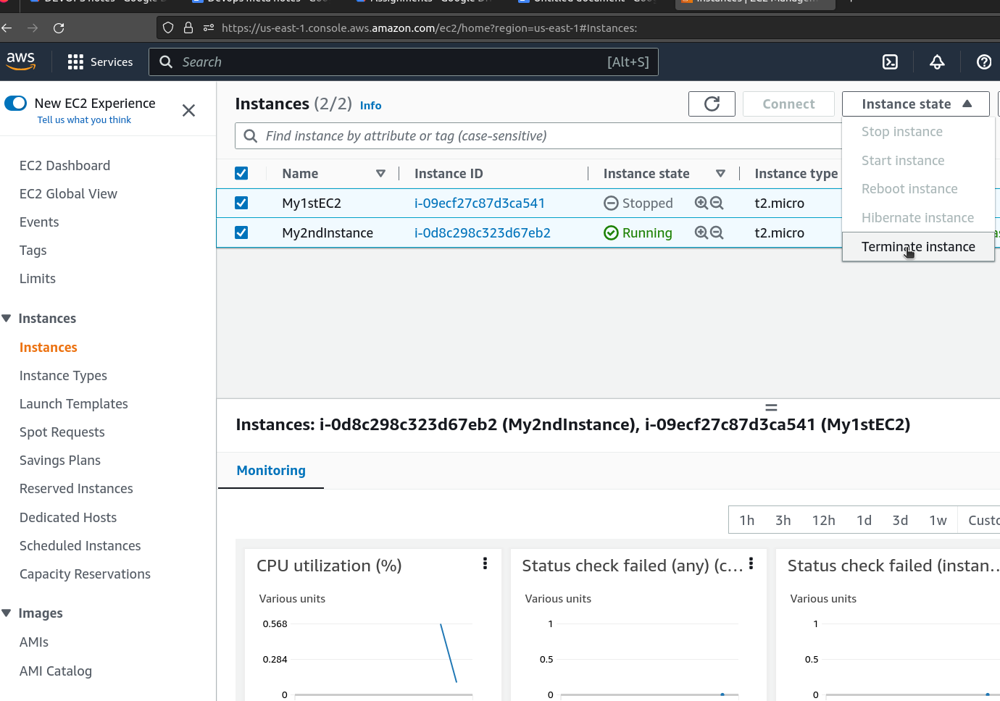 https://us-east-1.console.aws.amazon.com/ec2/home?region=us-east-1#Instances:
aws
Services
Search
[Alt+S]
New EC2 Experience
Tell us what you think
EC2 Dashboard
EC2 Global View
Events
Tags
Limits
Instances
Instances
Instance Types
Launch Templates
Spot Requests
Savings Plans
Reserved Instances
Dedicated Hosts
Scheduled Instances
Capacity Reservations
Images
AMIs
AMI Catalog
Instances (2/2) Info
Connect
Instance state
Find instance by attribute or tag (case-sensitive)
Stop instance
Start instance
Reboot instance
Hibernate instance
Terminate instance
Name Instance ID Instance state Instance type
My1stEC2 i-09ecf27c87d3ca541 Stopped t2.micro
My2ndInstance i-0d8c298c323d67eb2 Running t2.micro
Instances: i-0d8c298c323d67eb2 (My2ndInstance), i-09ecf27c87d3ca541 (My1stEC2)
Monitoring
1h 3h 12h 1d 3d 1w
CPU utilization (%)
Various units
0.568
0.284
0
Status check failed (any) (c...
Various units
1
0.5
0
Status check failed (instan...
Various units
1
0.5
0